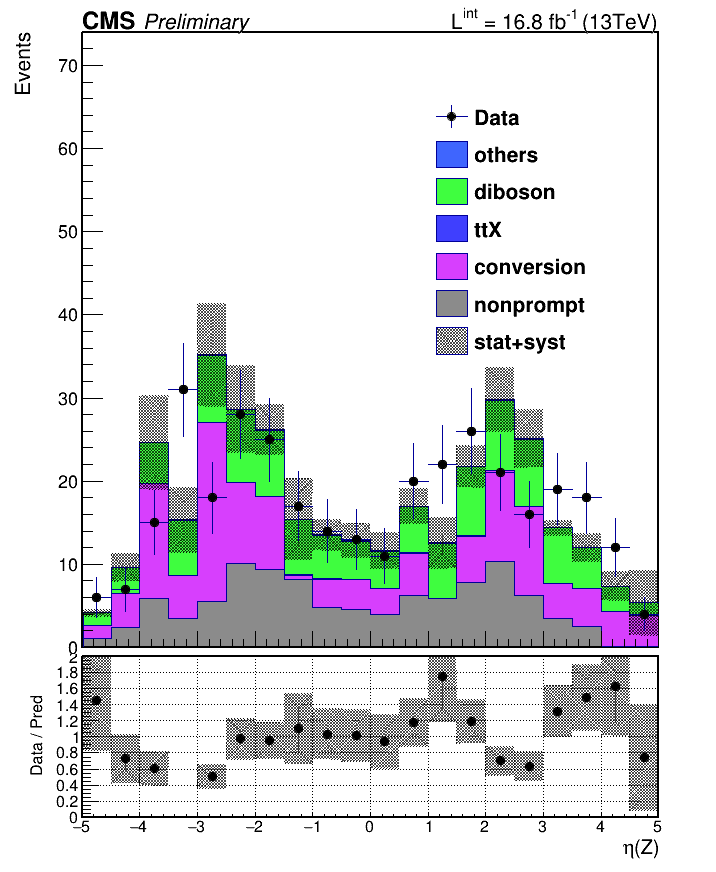 CMS Preliminary L^int = 16.8 fb^-1 (13TeV)
Events
70
60
50
40
30
20
10
0
Data
others
diboson
ttX
conversion
nonprompt
stat+syst
Data / Pred
2
1.8
1.6
1.4
1.2
1
0.8
0.6
0.4
0.2
0
−5 −4 −3 −2 −1 0 1 2 3 4 5
η(Z)